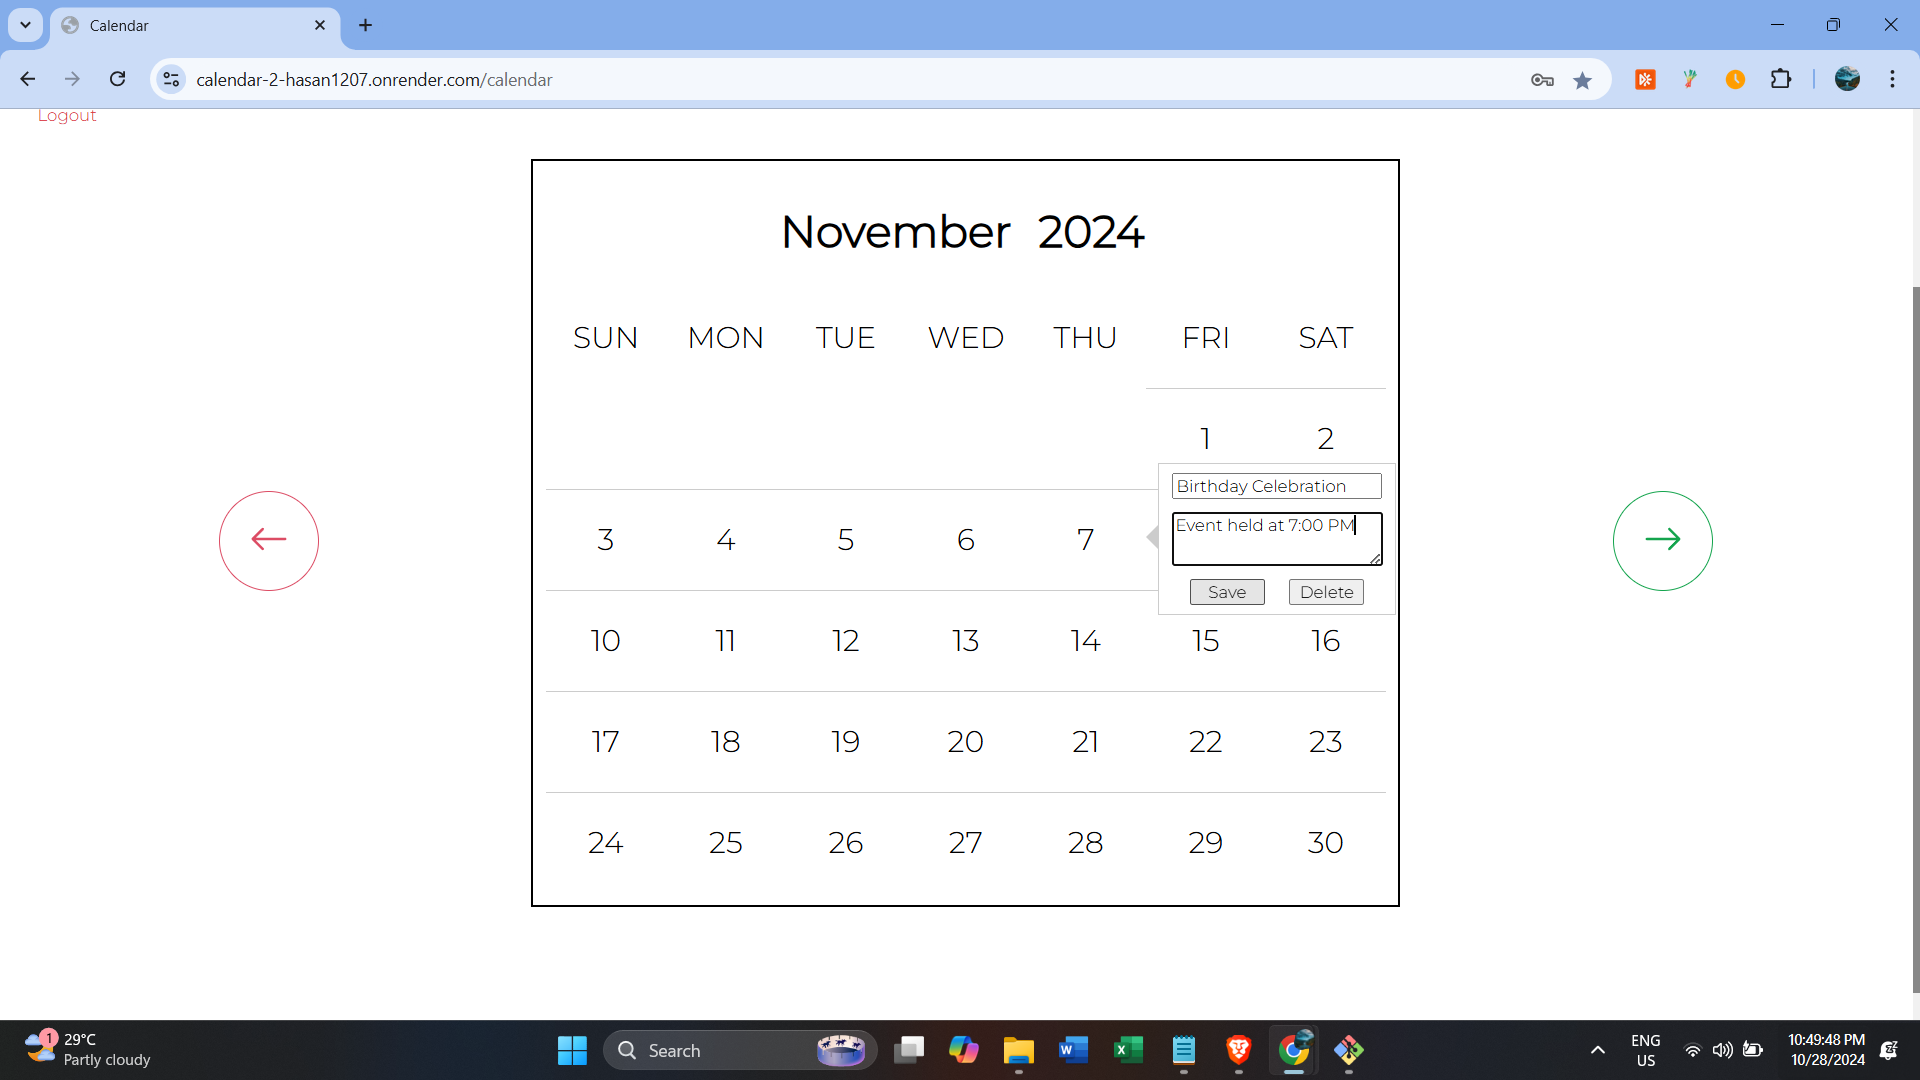 Calendar
calendar-2-hasan1207.onrender.com/calendar
Logout
November 2024
SUN MON TUE WED THU FRI SAT
1 2
Birthday Celebration
3 4 5 6 7
Event held at 7:00 PM
Save Delete
10 11 12 13 14 15 16
17 18 19 20 21 22 23
24 25 26 27 28 29 30
1
29°C
Partly cloudy
Search
ENG
US
10:49:48 PM
10/28/2024